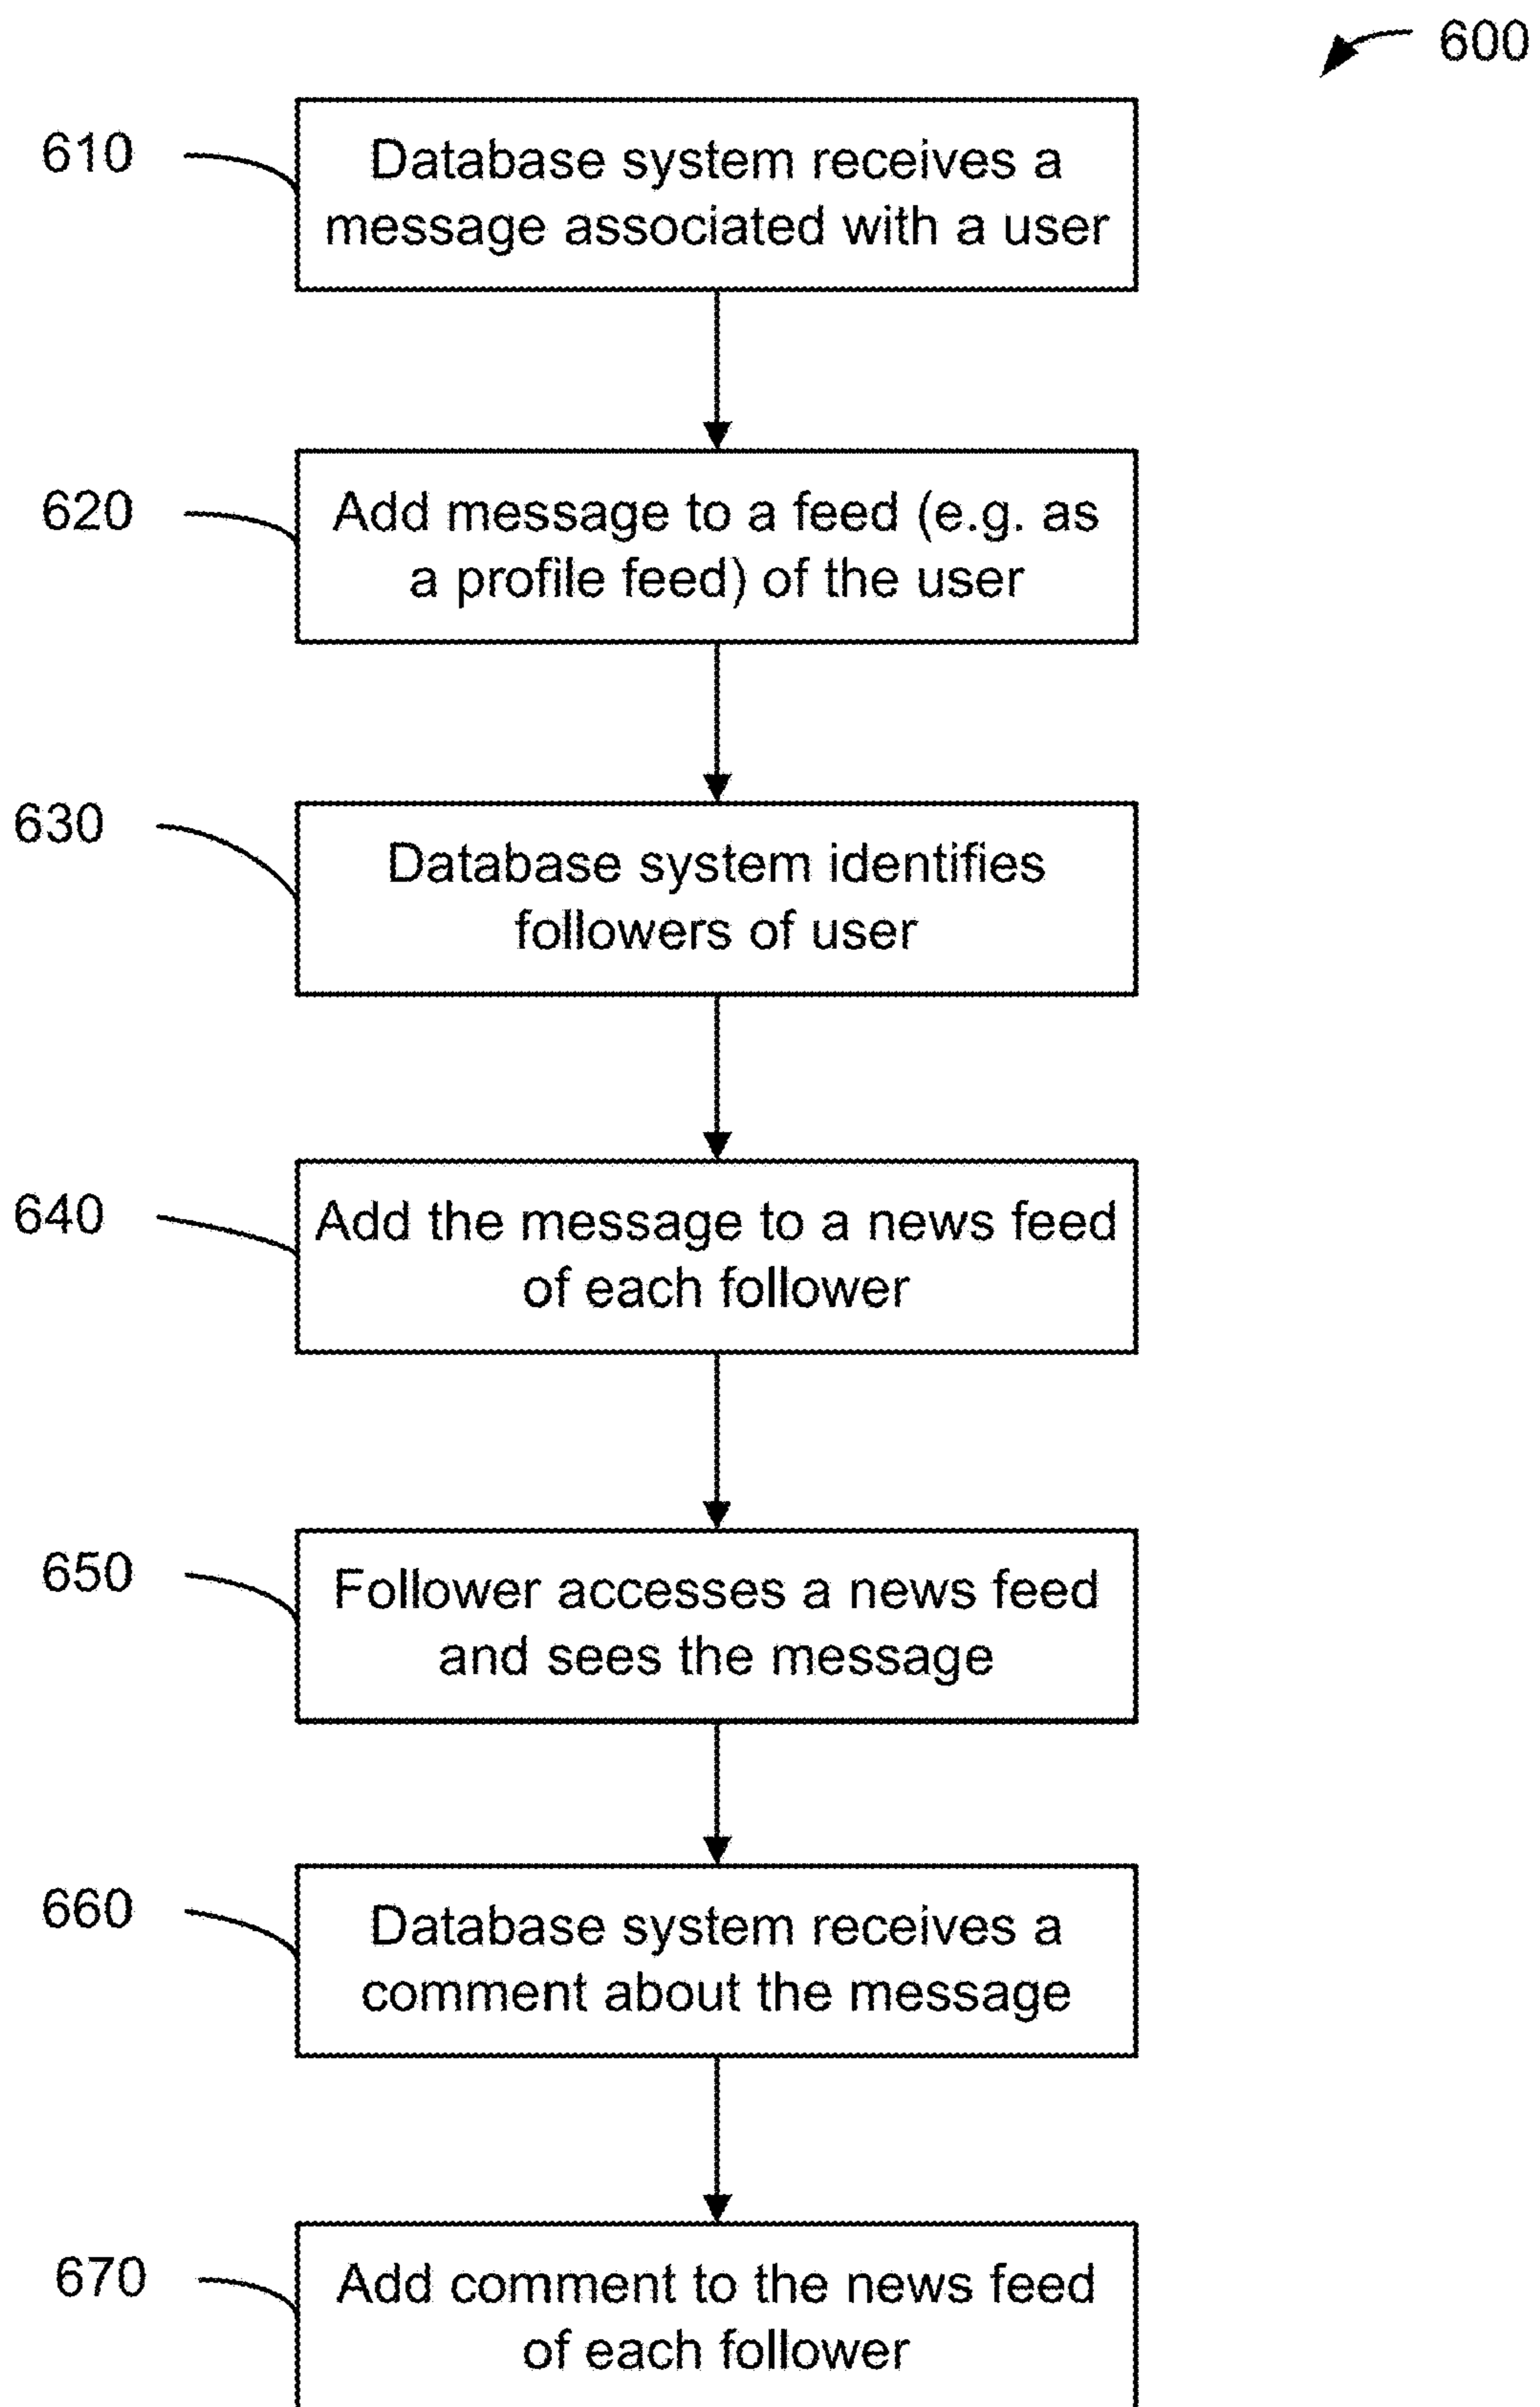 600
610
Database system receives a
message associated with a user
620
Add message to a feed (e.g. as
a profile feed) of the user
630
Database system identifies
followers of user
640
Add the message to a news feed
of each follower
650
Follower accesses a news feed
and sees the message
660
Database system receives a
comment about the message
670
Add comment to the news feed
of each follower